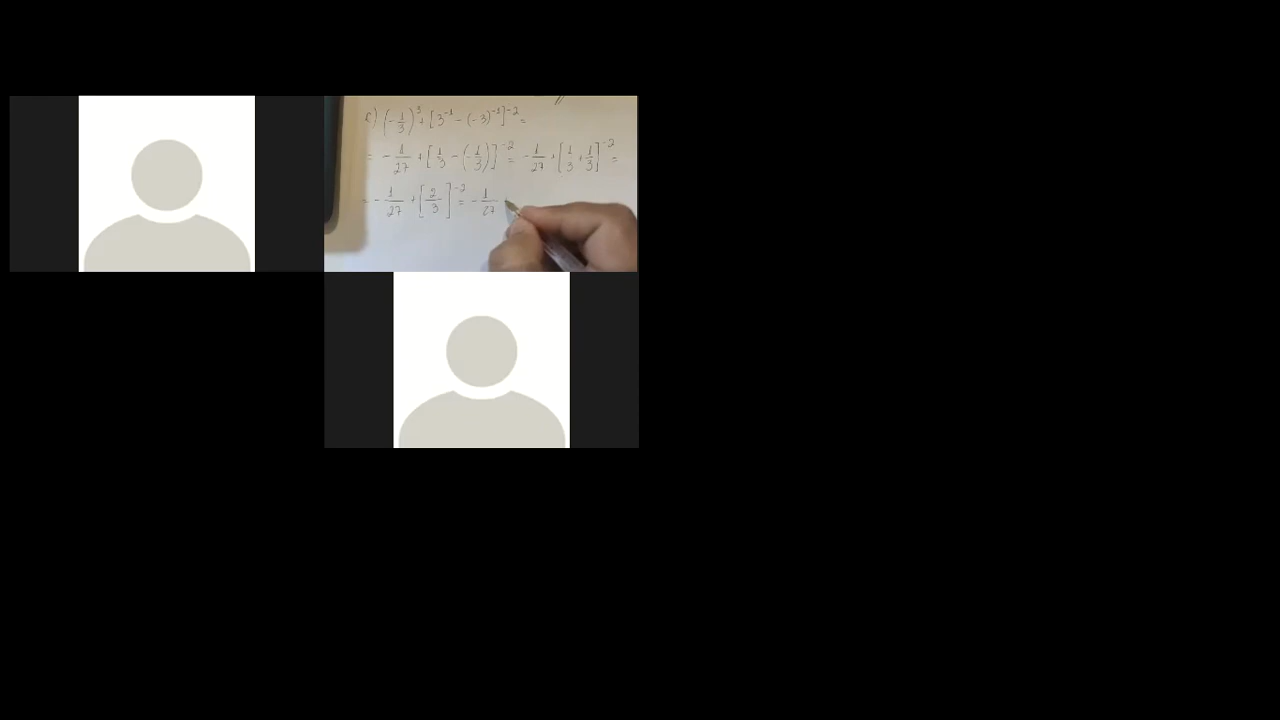 c) (-1/3)^3 + [3^-1 - (-3)^-1]^-2 =
= -1/27 + [1/3 - (-1/3)]^-2 = -1/27 + [1/3 + 1/3]^-2 =
= -1/27 + [2/3]^-2 = -1/27